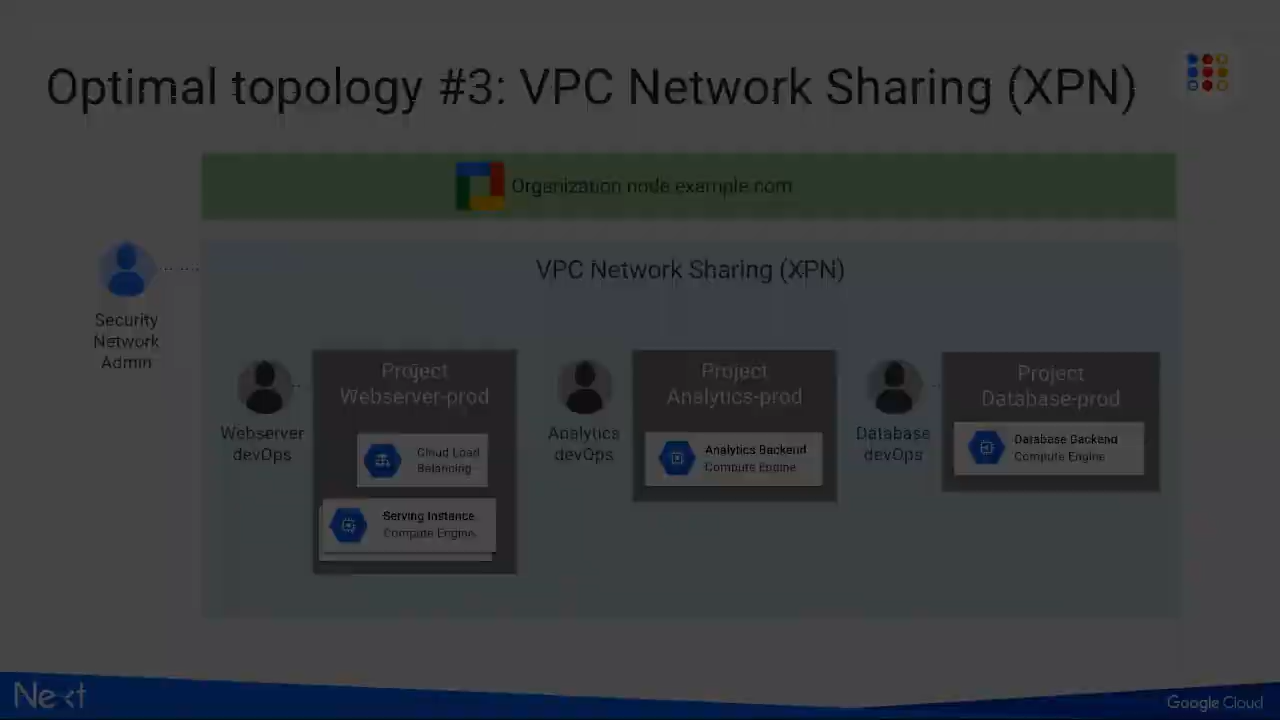 Optimal topology #3: VPC Network Sharing (XPN)
Organization node example.com
VPC Network Sharing (XPN)
Security
Network
Admin
Webserver
devOps
Project
Webserver-prod
Cloud Load
Balancing
Serving Instance
Compute Engine
Analytics
devOps
Project
Analytics-prod
Analytics Backend
Compute Engine
Database
devOps
Project
Database-prod
Database Backend
Compute Engine
Next
Google Cloud